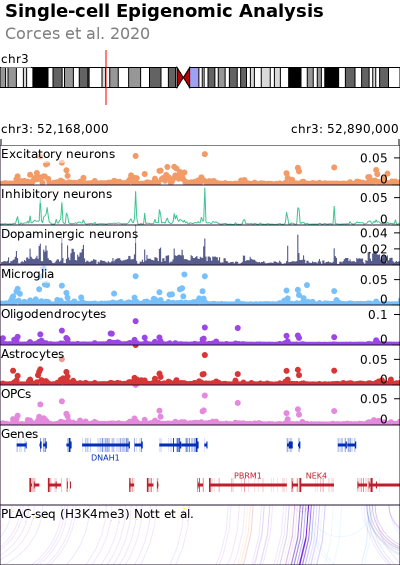 Single-cell Epigenomic Analysis
Corces et al. 2020
chr3
chr3: 52,168,000 chr3: 52,890,000
Excitatory neurons 0.05
0
Inhibitory neurons 0.05
0
Dopaminergic neurons 0.04
0.02
0
Microglia 0.05
0
Oligodendrocytes 0.1
0
Astrocytes 0.05
0
OPCs 0.05
0
Genes
DNAH1
PBRM1 NEK4
PLAC-seq (H3K4me3) Nott et al.